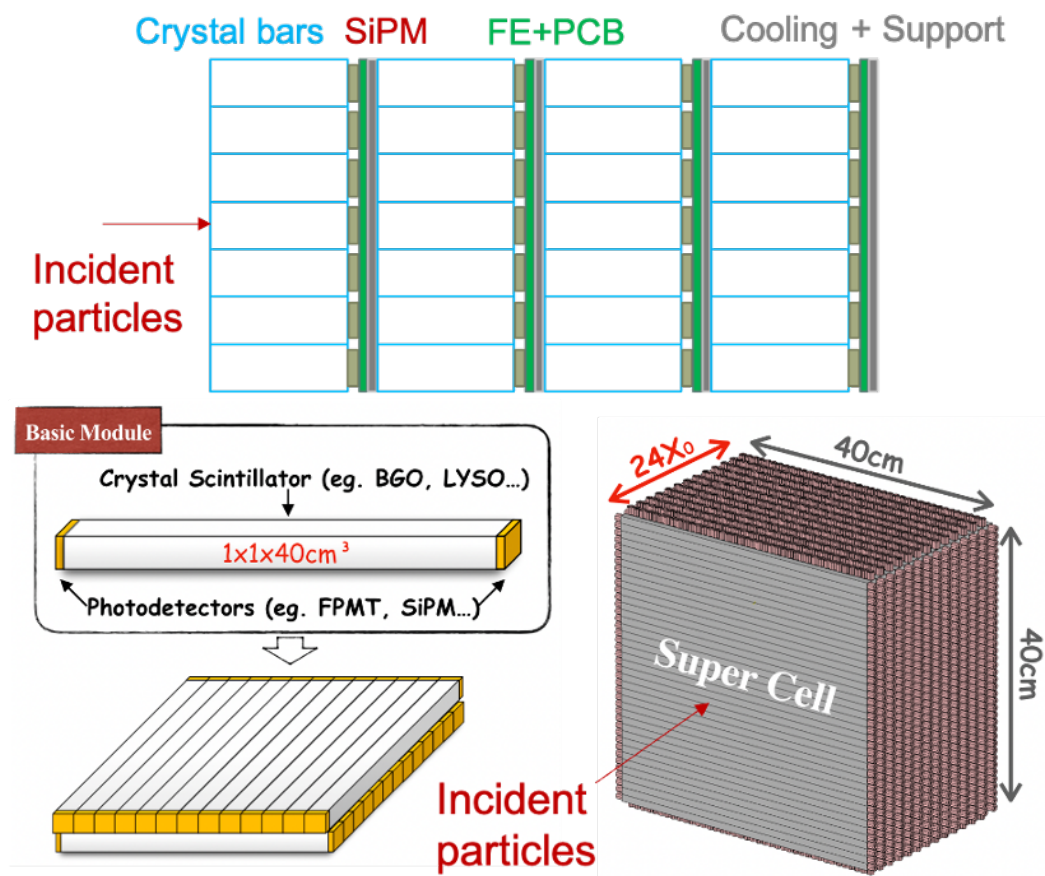 Crystal bars SiPM FE+PCB Cooling + Support
Incident
particles
Basic Module
Crystal Scintillator (eg. BGO, LYSO…)
1x1x40cm³
Photodetectors (eg. FPMT, SiPM…)
24X₀
40cm
40cm
Super Cell
Incident
particles